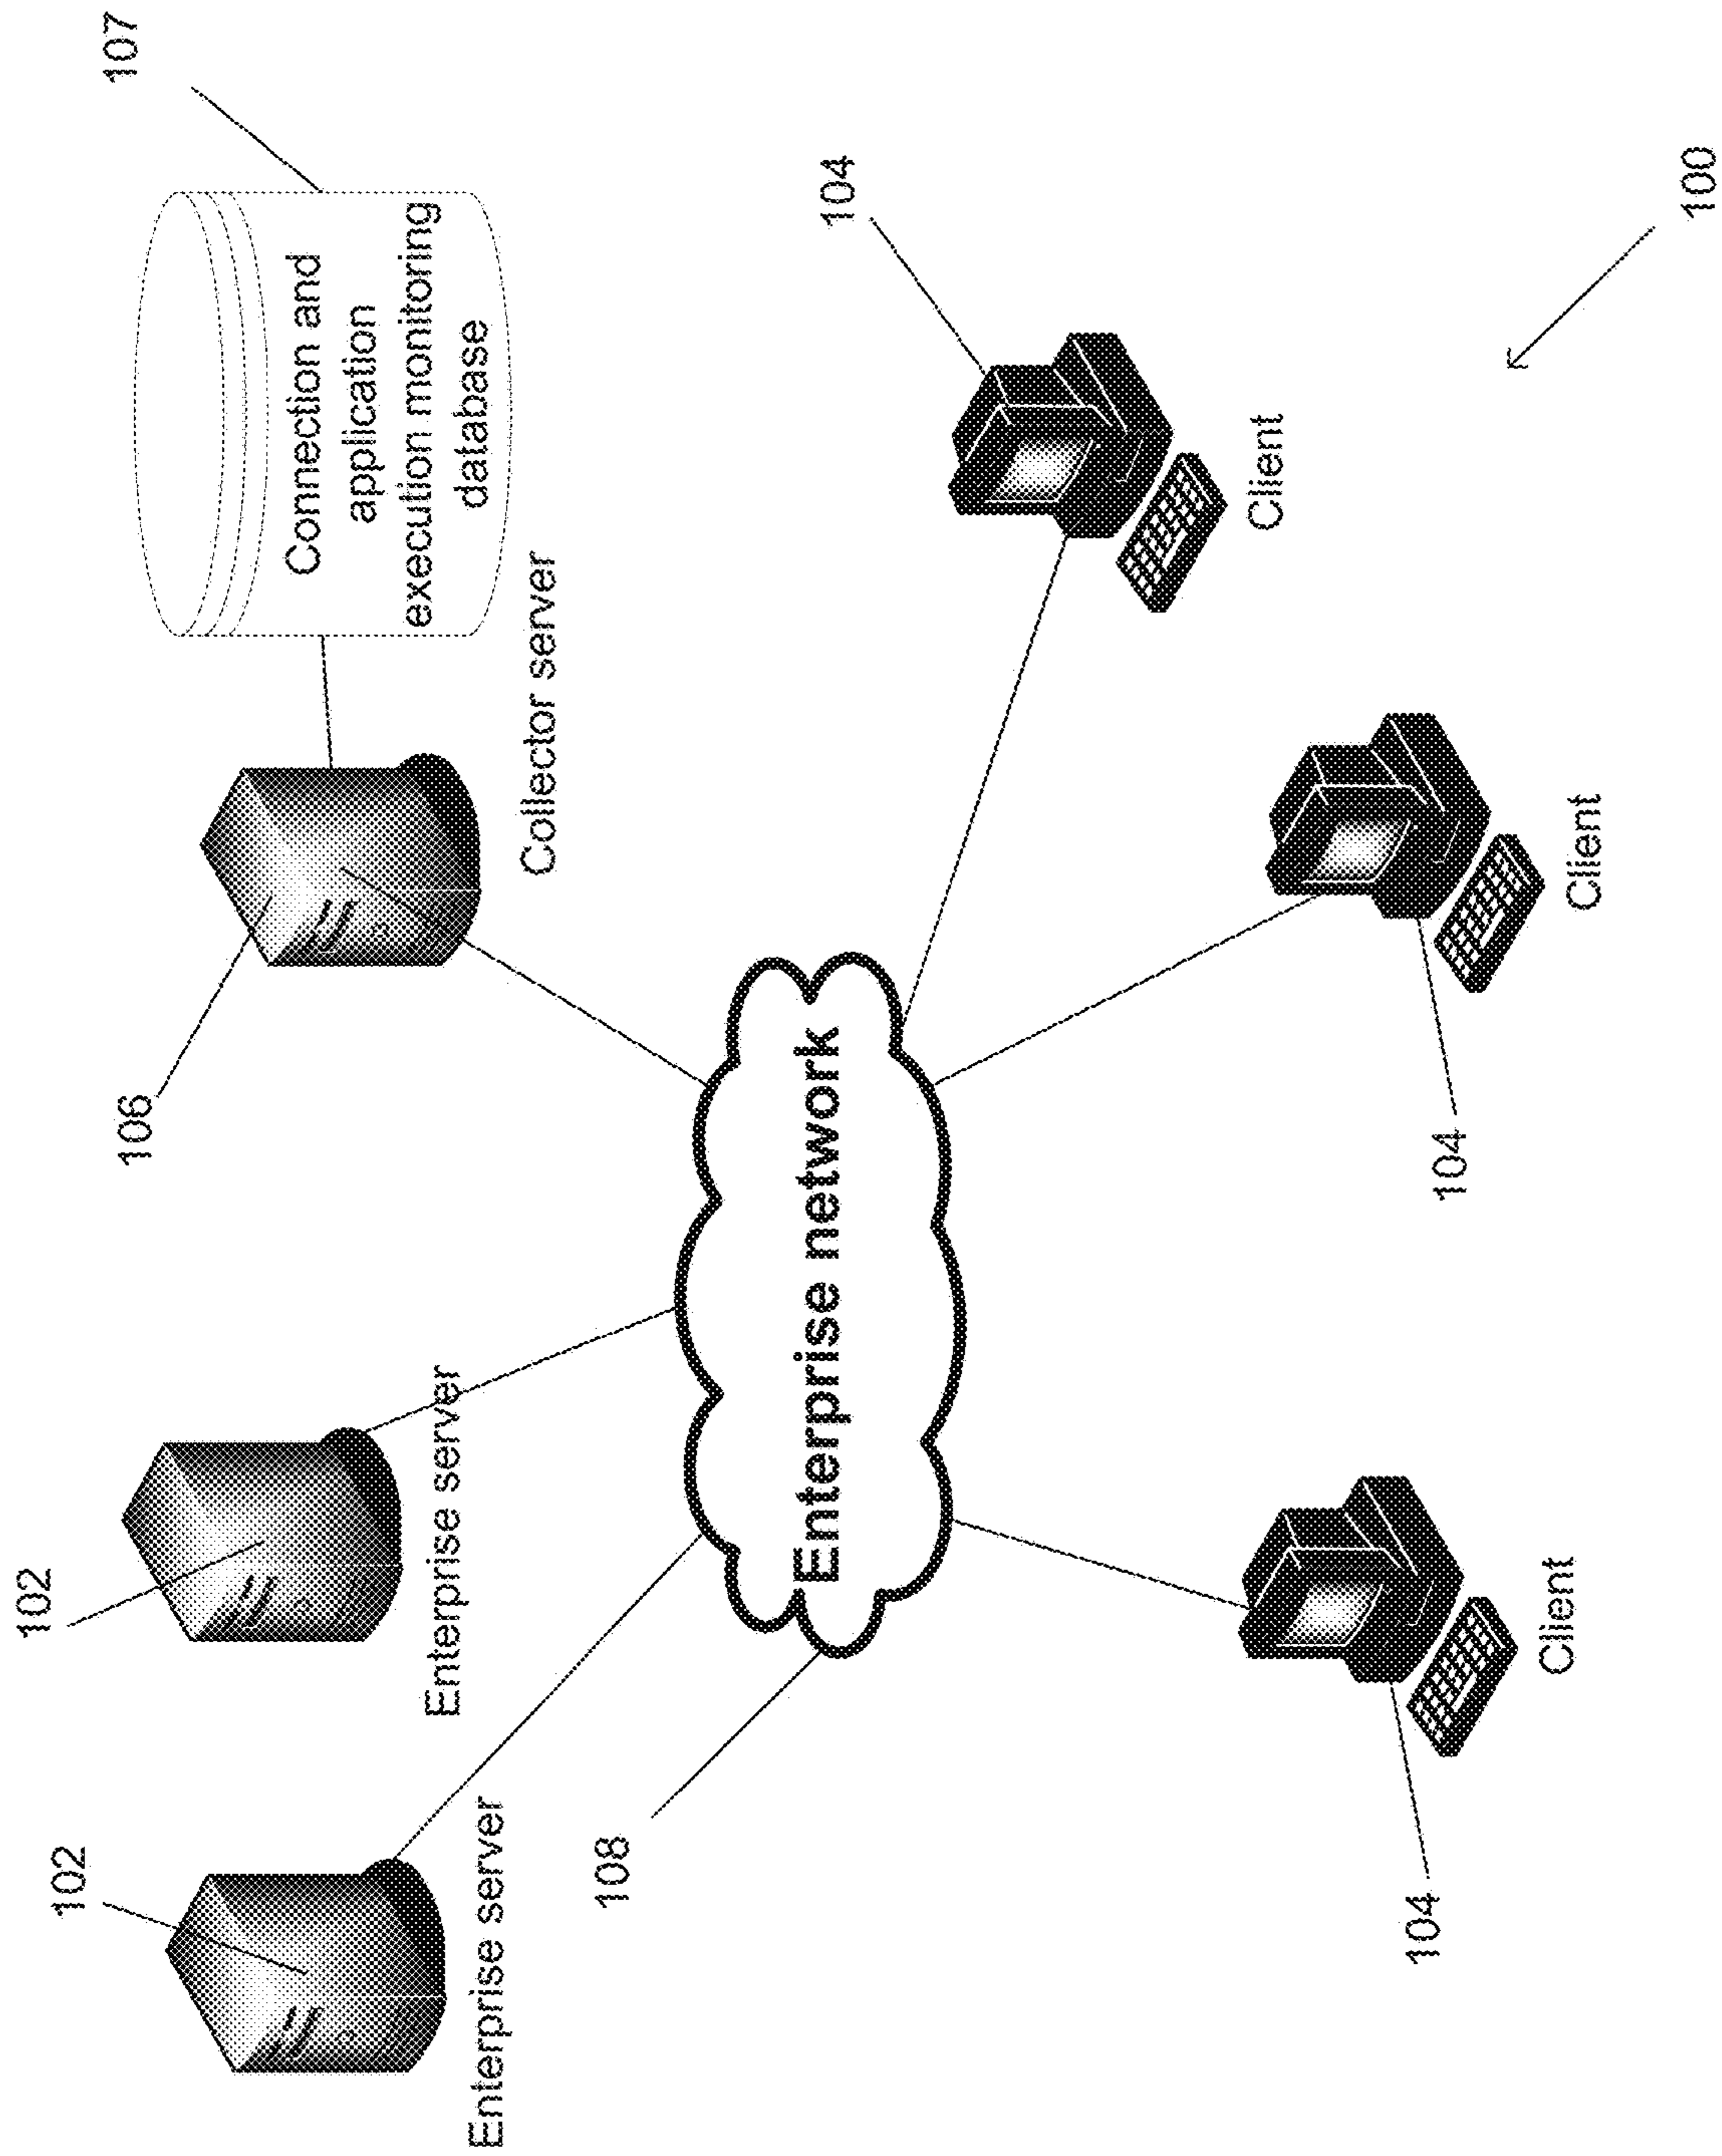 102
102
107
106
Connection and
application
execution monitoring
database
Enterprise server
Enterprise server
Collector server
108
Enterprise network
104
Client
104
104
Client
Client
100